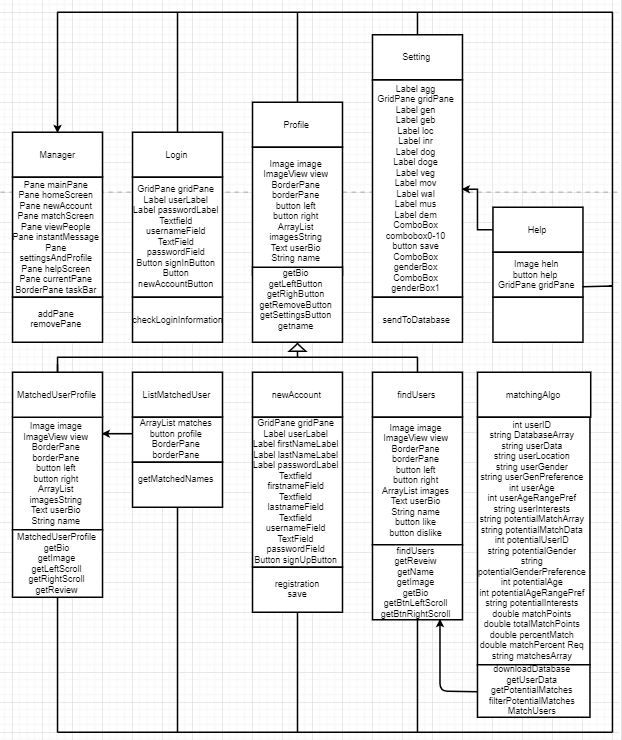 Manager
Pane mainPane
Pane homeScreen
Pane newAccount
Pane matchScreen
Pane viewPeople
Pane instantMessage
Pane
settingsAndProfile
Pane helpScreen
Pane currentPane
BorderPane taskBar
addPane
removePane
Login
GridPane gridPane
Label userLabel
Label passwordLabel
Textfield
usernameField
TextField
passwordField
Button signInButton
Button
newAccountButton
checkLoginInformation
Profile
Image image
ImageView view
BorderPane
borderPane
button left
button right
ArrayList
imagesString
Text userBio
String name
getBio
getLeftButton
getRighButton
getRemoveButton
getSettingsButton
getname
Setting
Label agg
GridPane gridPane
Label gen
Label geb
Label loc
Label inr
Label dog
Label doge
Label veg
Label mov
Label wal
Label mus
Label dem
ComboBox
combobox0-10
button save
ComboBox
genderBox
ComboBox
genderBox1
sendToDatabase
Help
Image heln
button help
GridPane gridPane
MatchedUserProfile
Image image
ImageView view
BorderPane
borderPane
button left
button right
ArrayList
imagesString
Text userBio
String name
MatchedUserProfile
getBio
getImage
getLeftScroll
getRightScroll
getReview
ListMatchedUser
ArrayList matches
button profile
BorderPane
borderPane
getMatchedNames
newAccount
GridPane gridPane
Label userLabel
Label firstNameLabel
Label lastNameLabel
Label passwordLabel
Textfield
firstnameField
Textfield
lastnameField
Textfield
usernameField
TextField
passwordField
Button signUpButton
registration
save
findUsers
Image image
ImageView view
BorderPane
borderPane
button left
button right
ArrayList images
Text userBio
String name
button like
button dislike
findUsers
getReveiw
getName
getImage
getBio
getBtnLeftScroll
getBtnRightScroll
matchingAlgo
int userID
string DatabaseArray
string userData
string userLocation
string userGender
string userGenPreference
int userAge
int userAgeRangePref
string userInterests
string potentialMatchArray
string potentialMatchData
int potentialUserID
string potentialGender
string
potentialGenderPreference
int potentialAge
int potentialAgeRangePref
string potentialInterests
double matchPoints
double totalMatchPoints
double percentMatch
double matchPercent Req
string matchesArray
downloadDatabase
getUserData
getPotentialMatches
filterPotentialMatches
MatchUsers